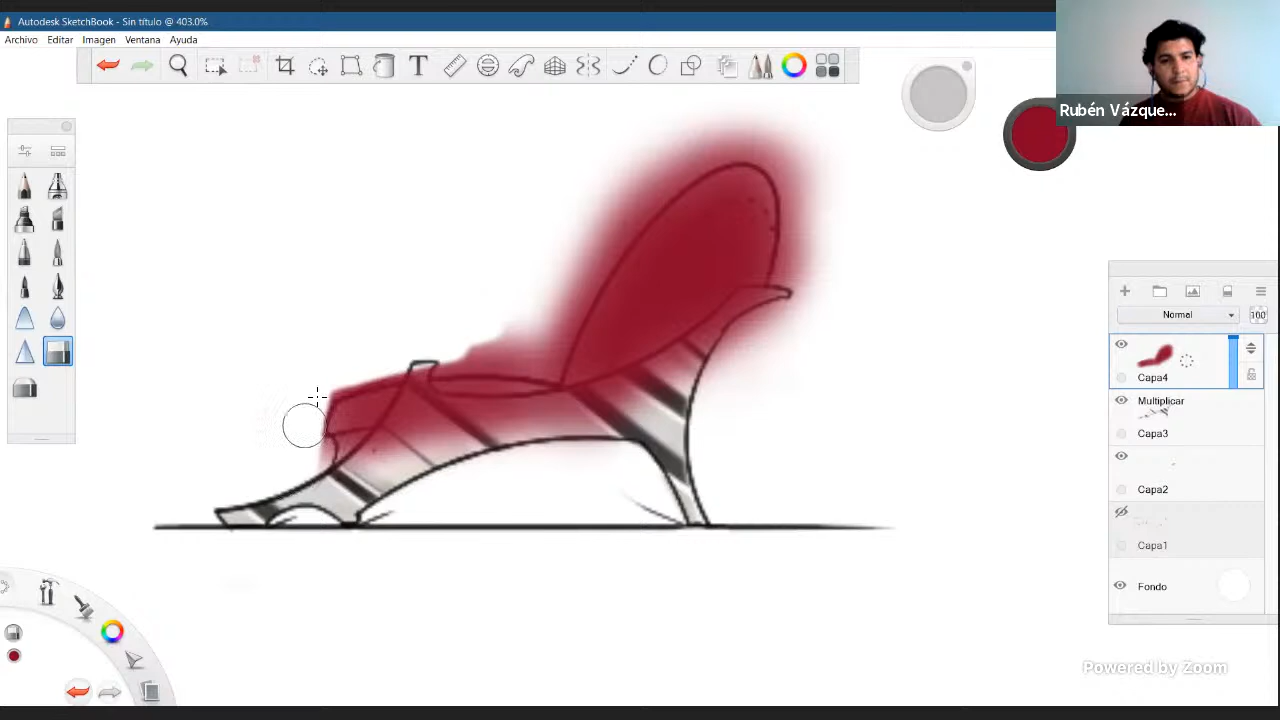 Autodesk SketchBook - Sin título @ 403.0%
Archivo Editar Imagen Ventana Ayuda
T
Rubén Vázque...
Normal
100
Capa4
Multiplicar
Capa3
Capa2
Capa1
Fondo
Powered by Zoom